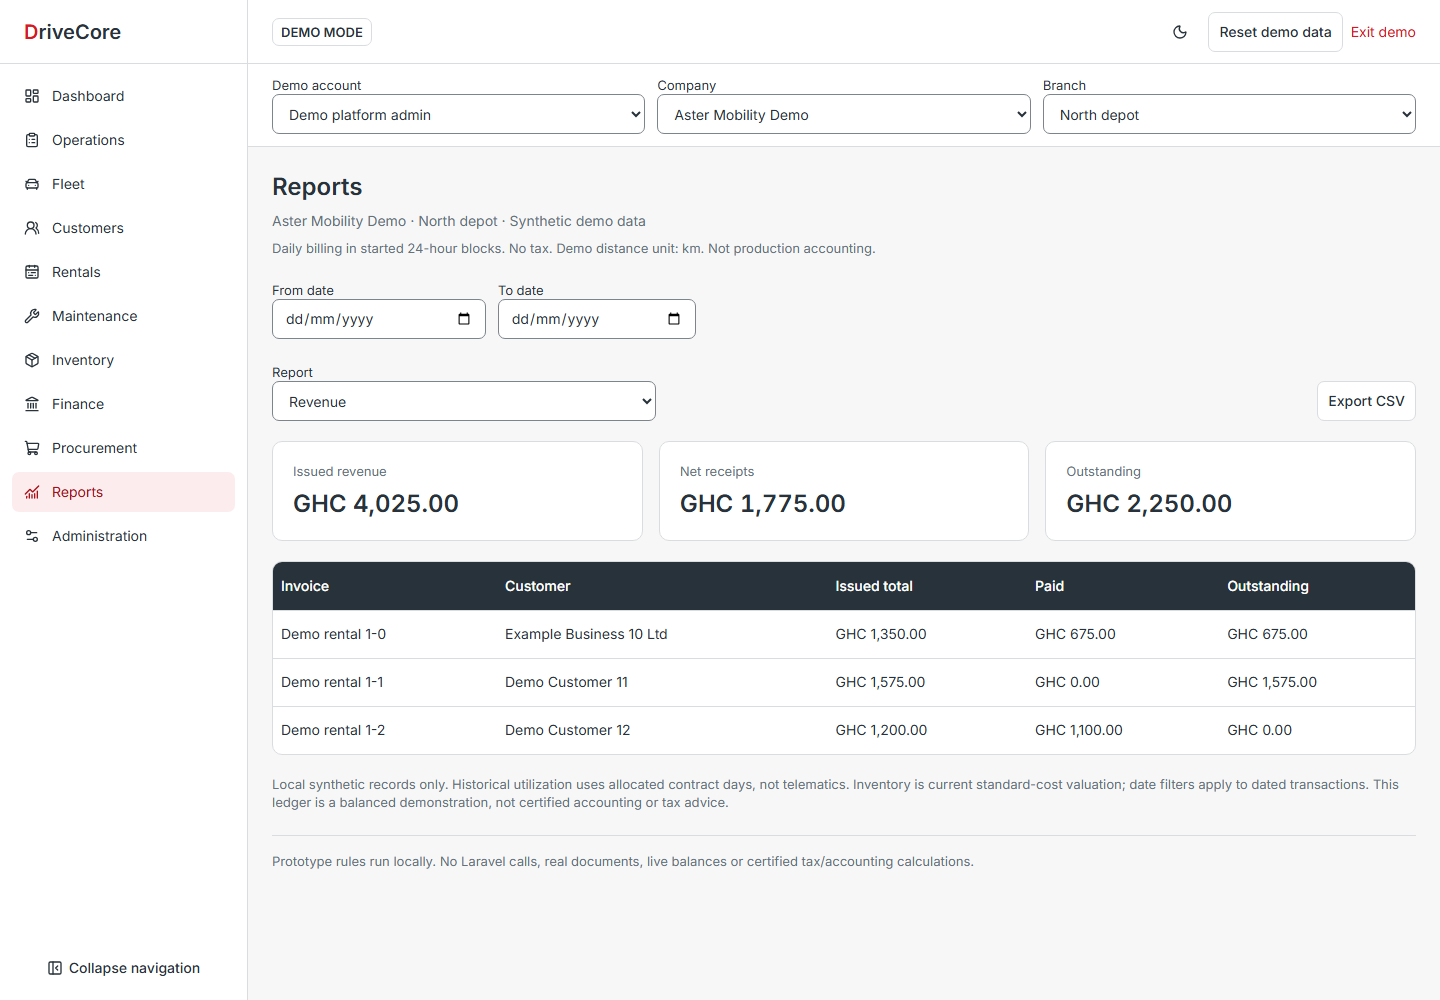 DriveCore
DEMO MODE
Reset demo data
Exit demo
Dashboard
Operations
Fleet
Customers
Rentals
Maintenance
Inventory
Finance
Procurement
Reports
Administration
Collapse navigation
Demo account
Demo platform admin
Company
Aster Mobility Demo
Branch
North depot
Reports
Aster Mobility Demo · North depot · Synthetic demo data
Daily billing in started 24-hour blocks. No tax. Demo distance unit: km. Not production accounting.
From date
dd/mm/yyyy
To date
dd/mm/yyyy
Report
Revenue
Export CSV
Issued revenue
GHC 4,025.00
Net receipts
GHC 1,775.00
Outstanding
GHC 2,250.00
Invoice Customer Issued total Paid Outstanding
Demo rental 1-0 Example Business 10 Ltd GHC 1,350.00 GHC 675.00 GHC 675.00
Demo rental 1-1 Demo Customer 11 GHC 1,575.00 GHC 0.00 GHC 1,575.00
Demo rental 1-2 Demo Customer 12 GHC 1,200.00 GHC 1,100.00 GHC 0.00
Local synthetic records only. Historical utilization uses allocated contract days, not telematics. Inventory is current standard-cost valuation; date filters apply to dated transactions. This
ledger is a balanced demonstration, not certified accounting or tax advice.
Prototype rules run locally. No Laravel calls, real documents, live balances or certified tax/accounting calculations.